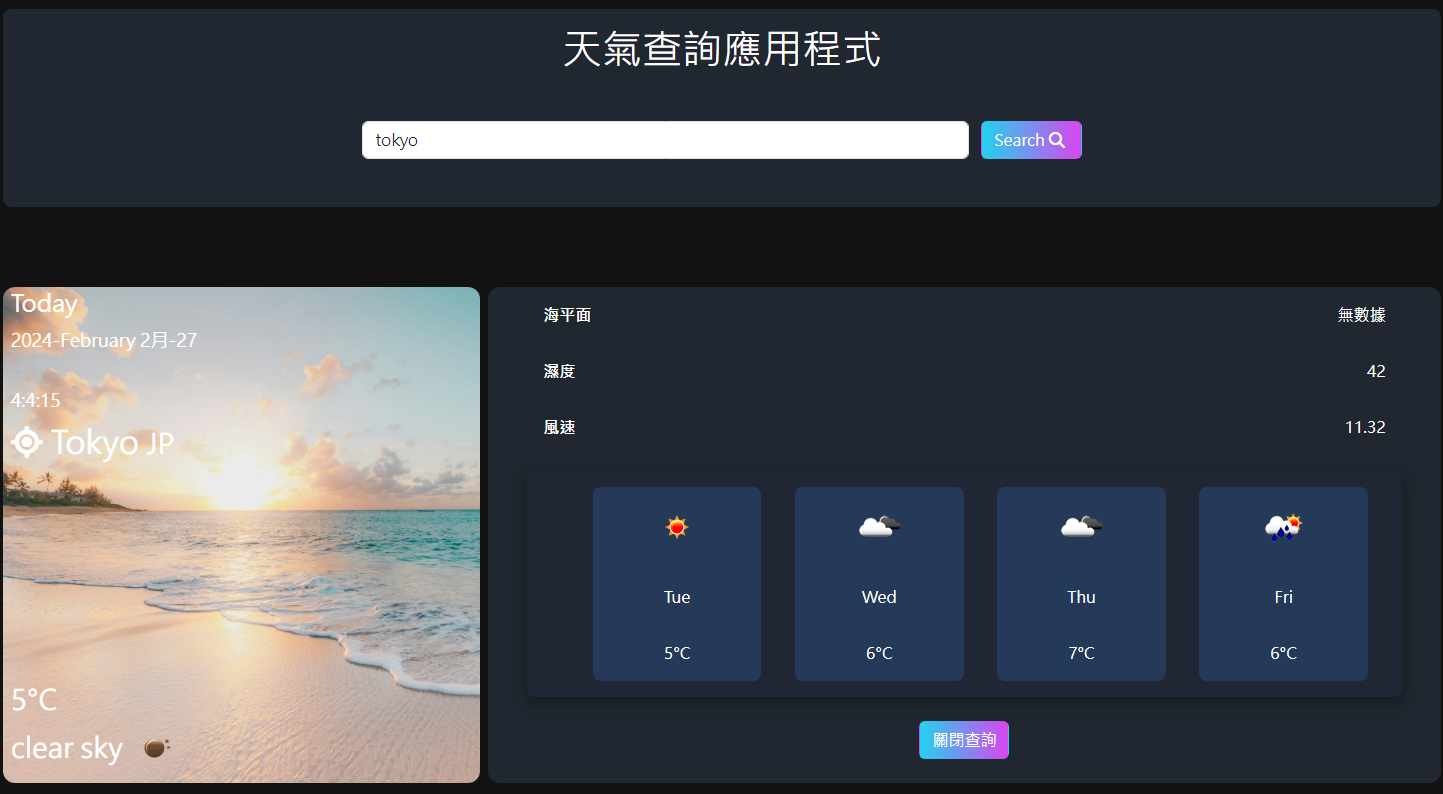 天氣查詢應用程式
tokyo
Search
Today
2024-February 2月-27
4:4:15
Tokyo JP
5°C
clear sky
海平面 無數據
濕度 42
風速 11.32
Tue Wed Thu Fri
5°C 6°C 7°C 6°C
關閉查詢